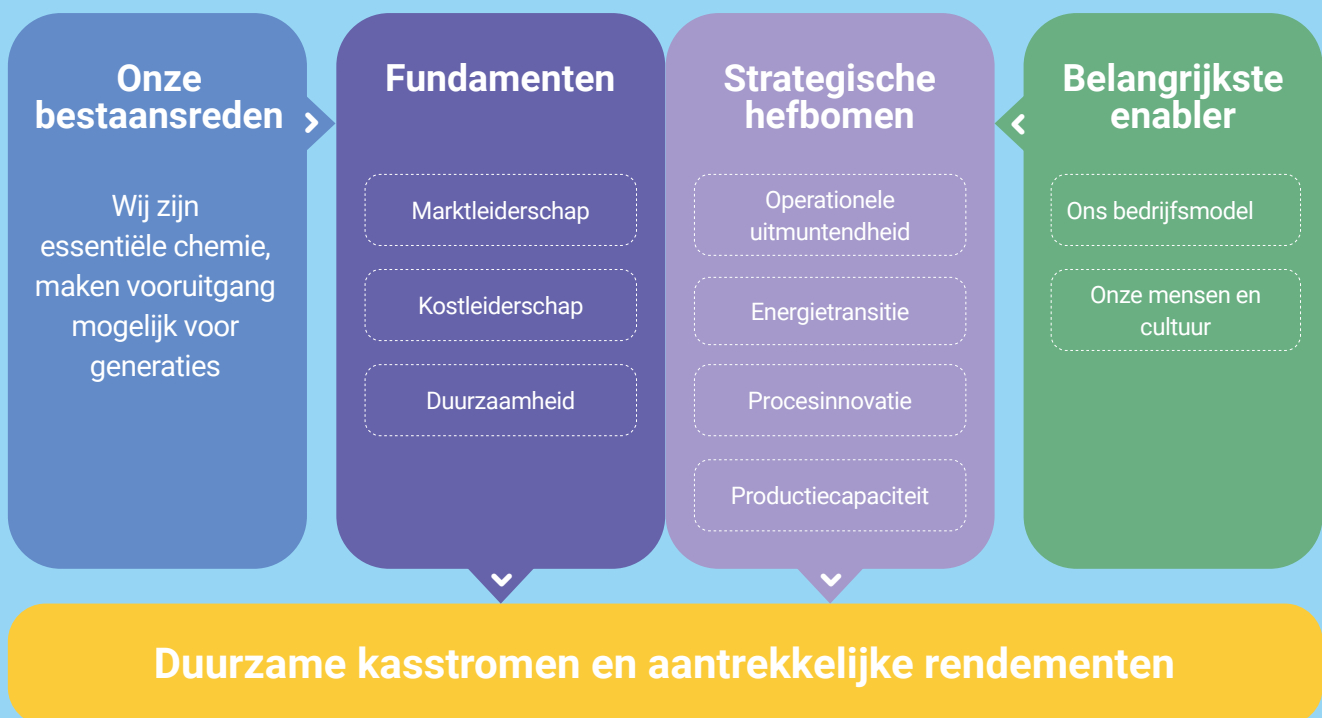 Onze
bestaansreden
Wij zijn
essentiële chemie,
maken vooruitgang
mogelijk voor
generaties
Fundamenten
Marktleiderschap
Kostleiderschap
Duurzaamheid
Strategische
hefbomen
Operationele
uitmuntendheid
Energietransitie
Procesinnovatie
Productiecapaciteit
Belangrijkste
enabler
Ons bedrijfsmodel
Onze mensen en
cultuur
Duurzame kasstromen en aantrekkelijke rendementen